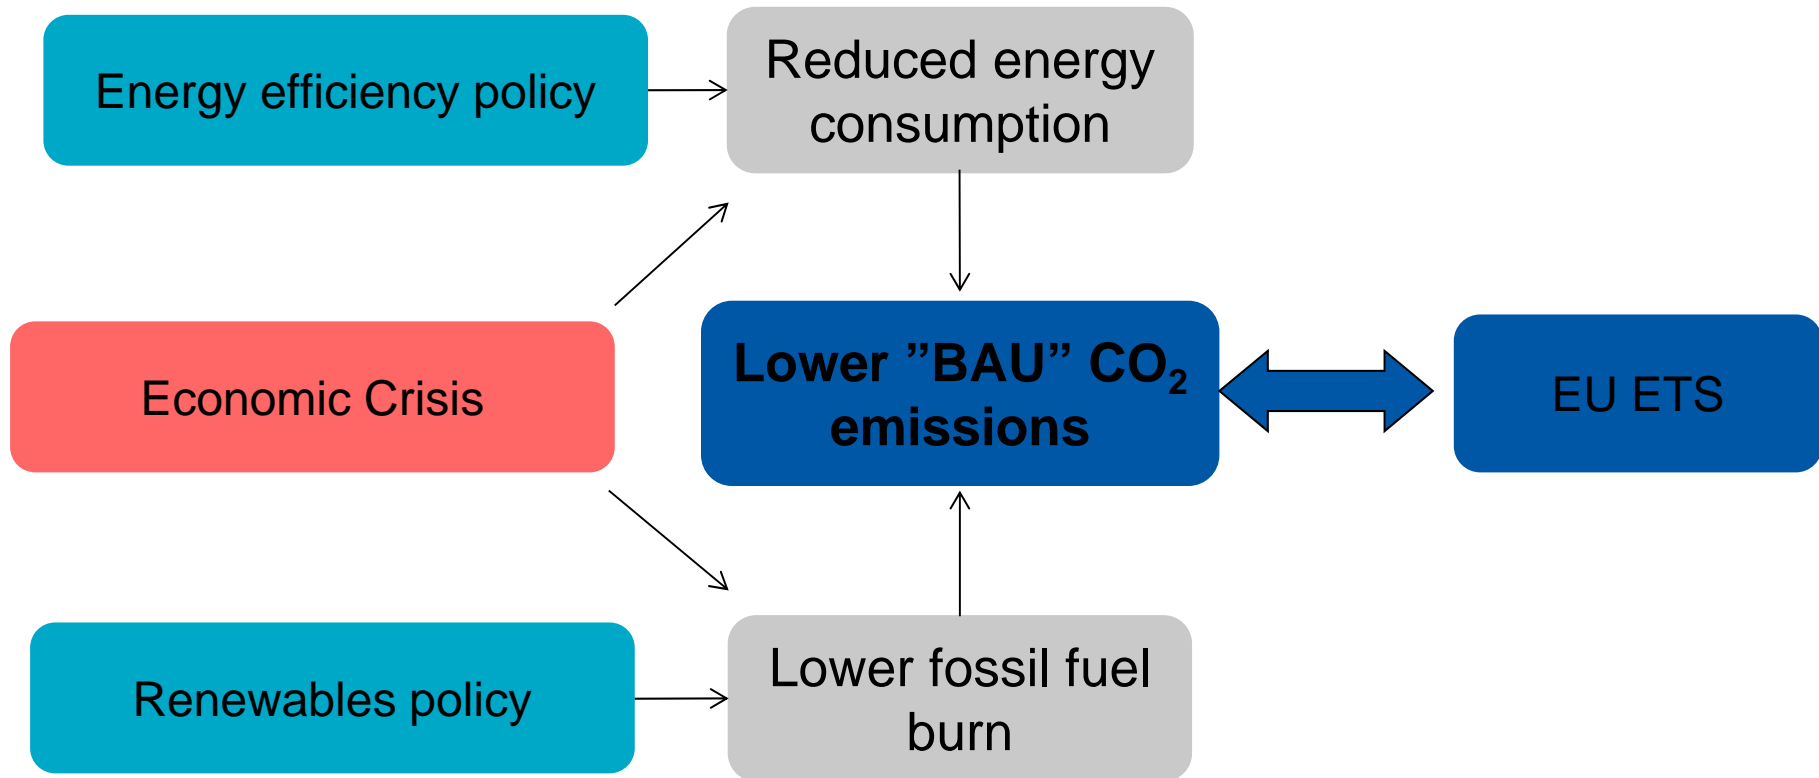 Energy efficiency policy
Reduced energy
consumption
Economic Crisis
Lower ”BAU” CO₂
emissions
EU ETS
Renewables policy
Lower fossil fuel
burn